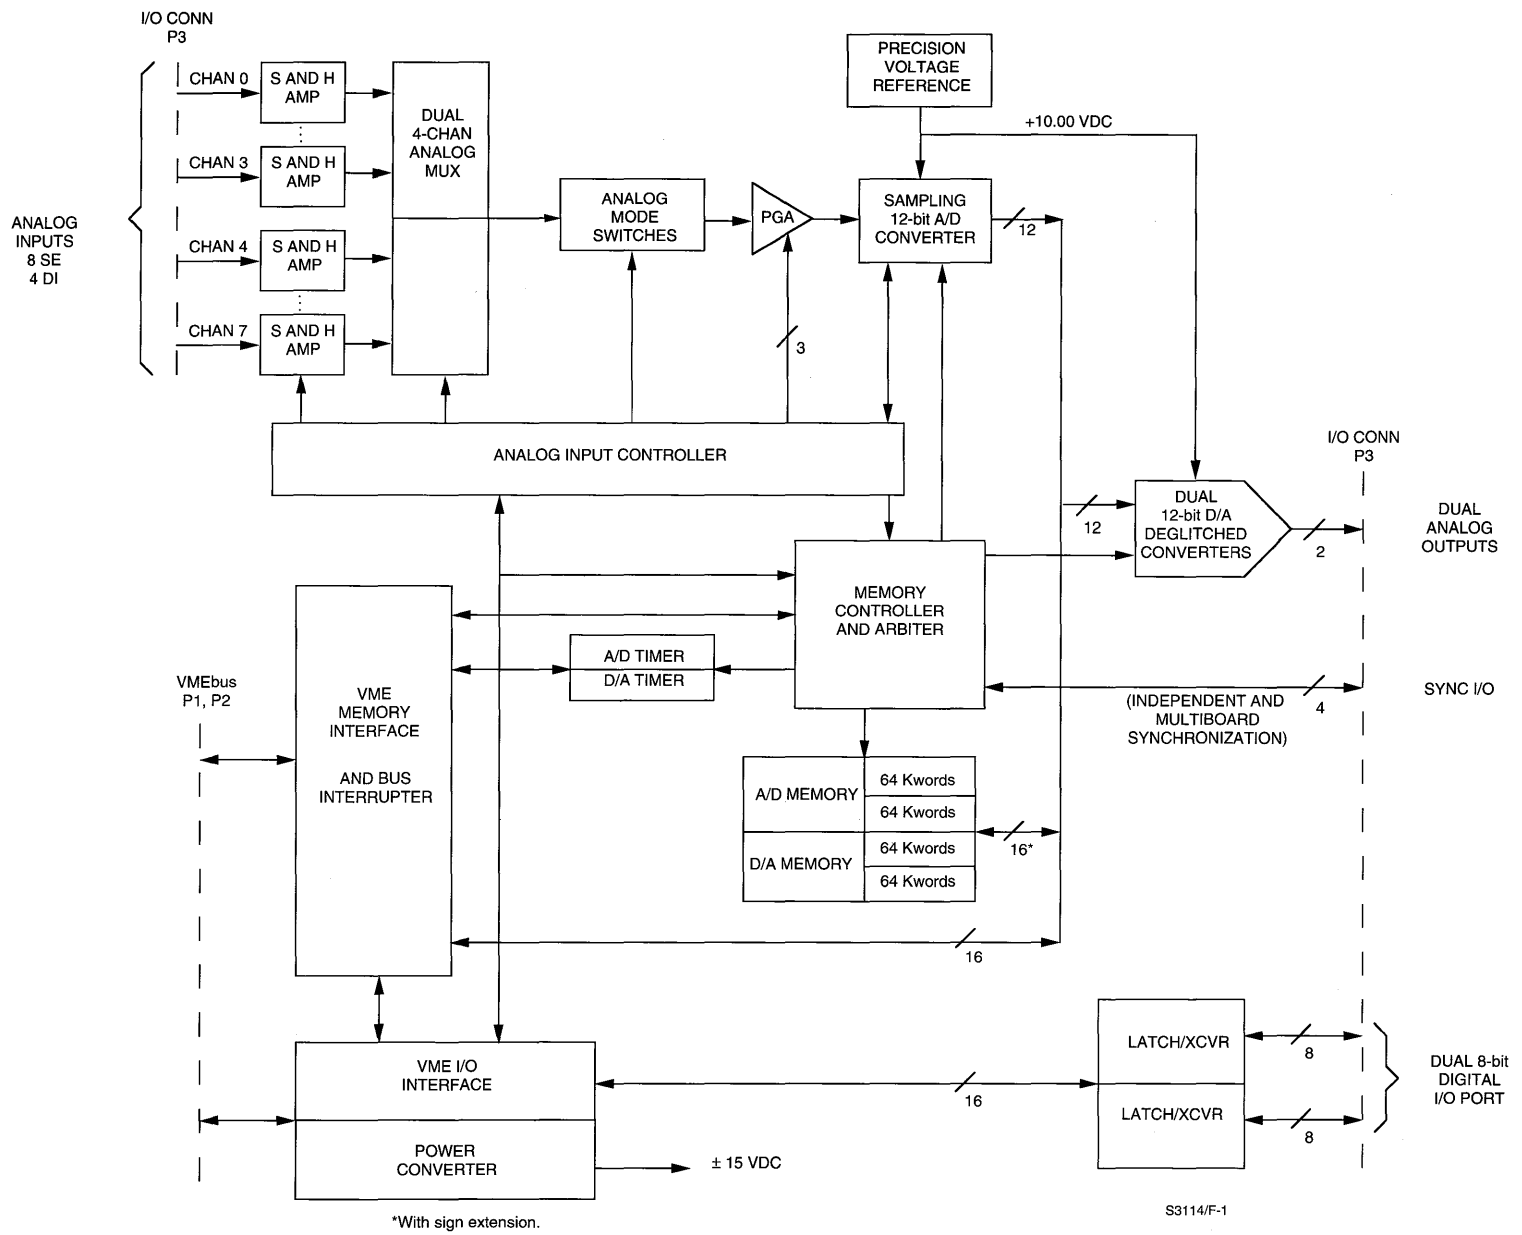 I/O CONN
P3
CHAN 0
S AND H
AMP
CHAN 3
S AND H
AMP
CHAN 4
S AND H
AMP
CHAN 7
S AND H
AMP
ANALOG
INPUTS
8 SE
4 DI
DUAL
4-CHAN
ANALOG
MUX
ANALOG
MODE
SWITCHES
PGA
3
PRECISION
VOLTAGE
REFERENCE
+10.00 VDC
SAMPLING
12-bit A/D
CONVERTER
12
ANALOG INPUT CONTROLLER
I/O CONN
P3
12
DUAL
12-bit D/A
DEGLITCHED
CONVERTERS
2
DUAL
ANALOG
OUTPUTS
MEMORY
CONTROLLER
AND ARBITER
A/D TIMER
D/A TIMER
VMEbus
P1, P2
VME
MEMORY
INTERFACE
AND BUS
INTERRUPTER
(INDEPENDENT AND
MULTIBOARD
SYNCHRONIZATION)
4
SYNC I/O
A/D MEMORY
64 Kwords
64 Kwords
D/A MEMORY
64 Kwords
64 Kwords
16*
16
VME I/O
INTERFACE
POWER
CONVERTER
± 15 VDC
16
LATCH/XCVR
LATCH/XCVR
8
8
DUAL 8-bit
DIGITAL
I/O PORT
*With sign extension.
S3114/F-1